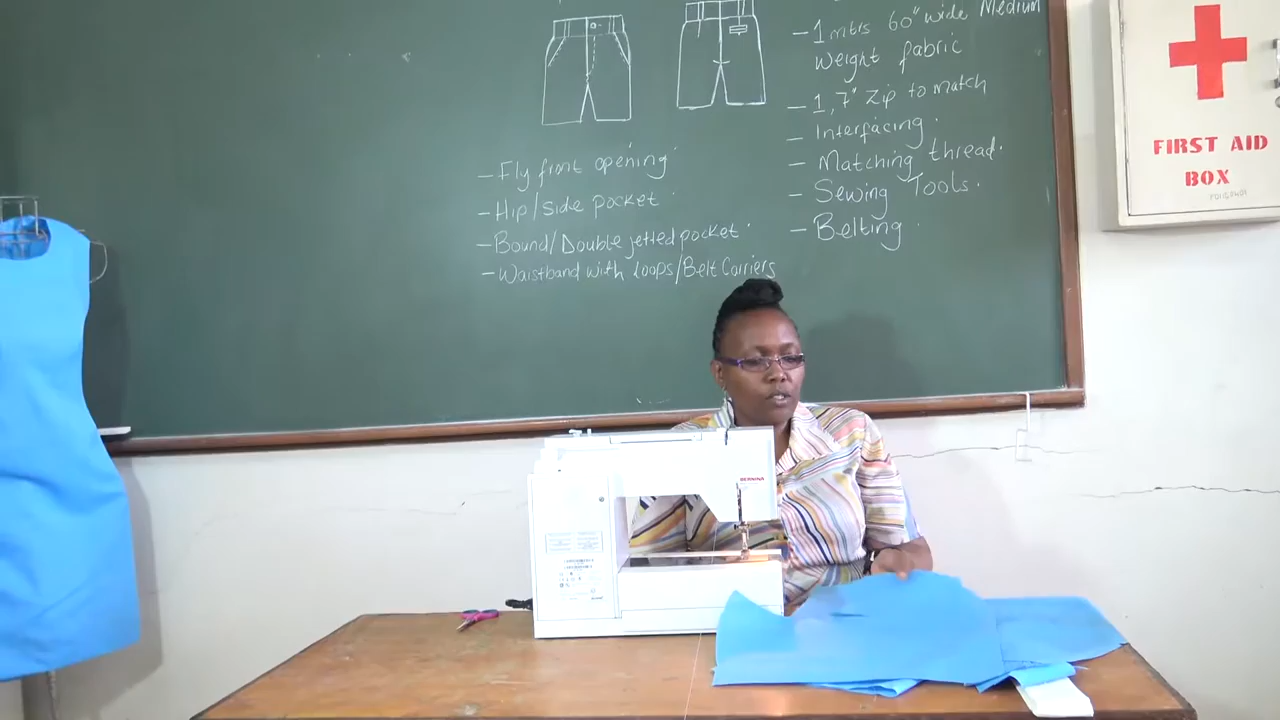 - Fly front opening
- Hip/side pocket
- Bound/Double jetted pocket
- Waistband with Loops/Belt Carriers
- 1 mtrs 60" wide Medium
weight fabric
- 1, 7" Zip to match
- Interfacing.
- Matching thread.
- Sewing Tools.
- Belting.
FIRST AID
BOX
BERNINA